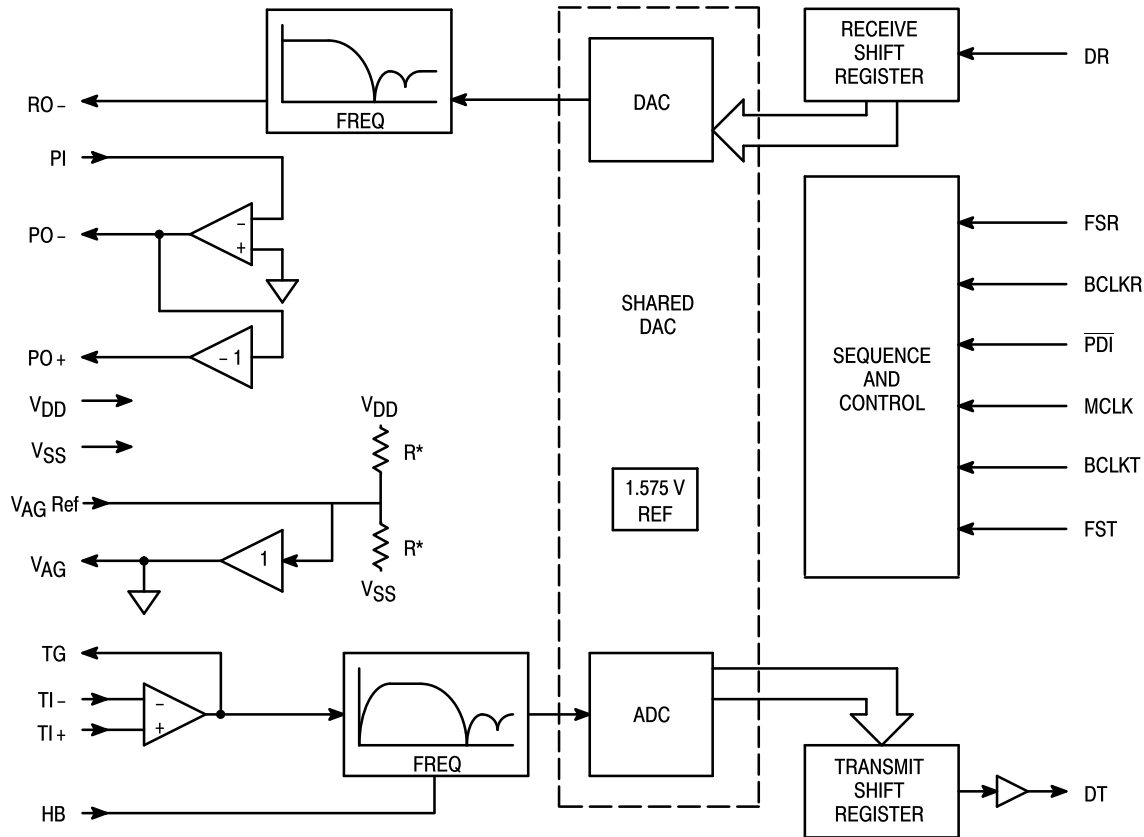 RECEIVE
SHIFT
REGISTER
DR
DAC
RO –
FREQ
PI
PO –
–
+
FSR
BCLKR
SHARED
DAC
PDI
SEQUENCE
AND
CONTROL
PO +
– 1
MCLK
VDD
VDD
VSS
R*
BCLKT
VAG Ref
1.575 V
REF
FST
VAG
1
R*
VSS
TG
TI –
–
ADC
TI +
+
FREQ
TRANSMIT
SHIFT
REGISTER
DT
HB